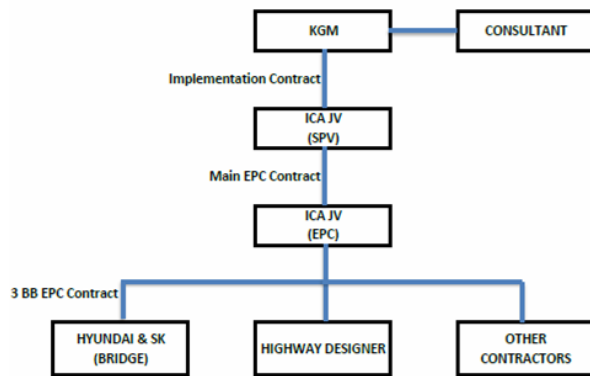 KGM
CONSULTANT
Implementation Contract
ICA JV
(SPV)
Main EPC Contract
ICA JV
(EPC)
3 BB EPC Contract
HYUNDAI & SK
(BRIDGE)
HIGHWAY DESIGNER
OTHER
CONTRACTORS